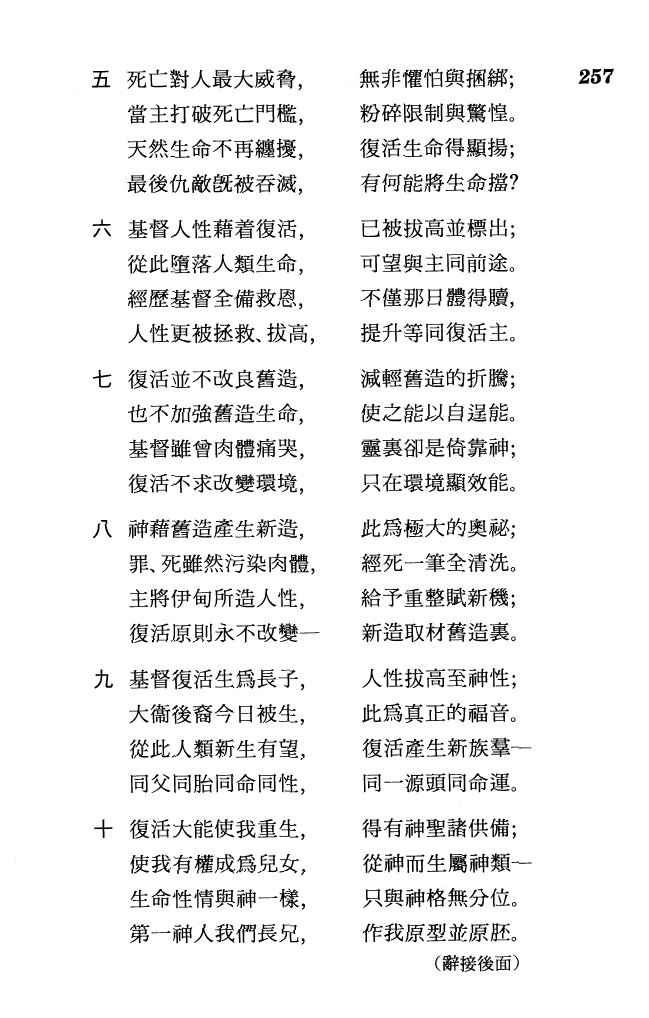 257
五 死亡對人最大威脅, 無非懼怕與捆綁;
當主打破死亡門檻, 粉碎限制與驚惶。
天然生命不再纏擾, 復活生命得顯揚;
最後仇敵旣被吞滅, 有何能將生命擋?
六 基督人性藉着復活, 已被拔高並標出;
從此墮落人類生命, 可望與主同前途。
經歷基督全備救恩, 不僅那日體得贖,
人性更被拯救、拔高, 提升等同復活主。
七 復活並不改良舊造, 減輕舊造的折騰;
也不加強舊造生命, 使之能以自逞能。
基督雖曾肉體痛哭, 靈裏卻是倚靠神;
復活不求改變環境, 只在環境顯效能。
八 神藉舊造產生新造, 此爲極大的奧祕;
罪、死雖然污染肉體, 經死一筆全清洗。
主將伊甸所造人性, 給予重整賦新機;
復活原則永不改變— 新造取材舊造裏。
九 基督復活生爲長子, 人性拔高至神性;
大衞後裔今日被生, 此爲真正的福音。
從此人類新生有望, 復活產生新族羣—
同父同胎同命同性, 同一源頭同命運。
十 復活大能使我重生, 得有神聖諸供備;
使我有權成爲兒女, 從神而生屬神類—
生命性情與神一樣, 只與神格無分位。
第一神人我們長兄, 作我原型並原胚。
(辭接後面)